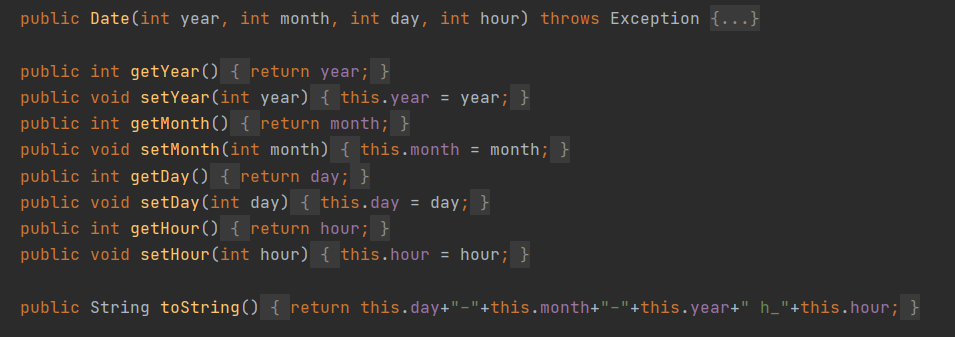 public Date(int year, int month, int day, int hour) throws Exception {...}
public int getYear() { return year; }
public void setYear(int year) { this.year = year; }
public int getMonth() { return month; }
public void setMonth(int month) { this.month = month; }
public int getDay() { return day; }
public void setDay(int day) { this.day = day; }
public int getHour() { return hour; }
public void setHour(int hour) { this.hour = hour; }
public String toString() { return this.day+"-"+this.month+"-"+this.year+" h_"+this.hour; }